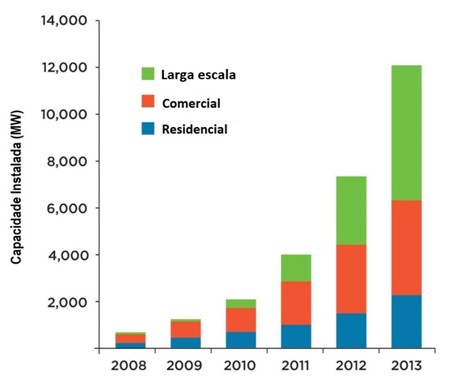 14,000
12,000
10,000
8,000
6,000
4,000
2,000
Capacidade Instalada (MW)
Larga escala
Comercial
Residencial
2008 2009 2010 2011 2012 2013